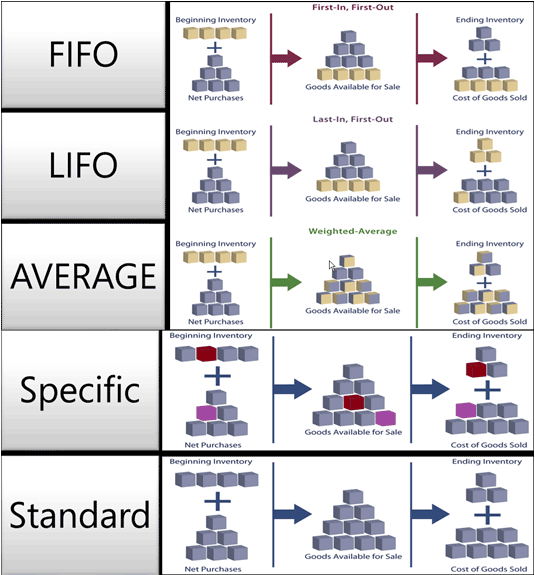 FIFO
First-In, First-Out
Beginning Inventory
Net Purchases
Goods Available for Sale
Ending Inventory
Cost of Goods Sold
LIFO
Last-In, First-Out
Beginning Inventory
Net Purchases
Goods Available for Sale
Ending Inventory
Cost of Goods Sold
AVERAGE
Weighted-Average
Beginning Inventory
Net Purchases
Goods Available for Sale
Ending Inventory
Cost of Goods Sold
Specific
Beginning Inventory
Net Purchases
Goods Available for Sale
Ending Inventory
Cost of Goods Sold
Standard
Beginning Inventory
Net Purchases
Goods Available for Sale
Ending Inventory
Cost of Goods Sold